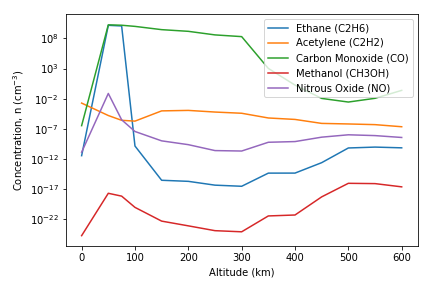 Ethane (C2H6)
Acetylene (C2H2)
Carbon Monoxide (CO)
Methanol (CH3OH)
Nitrous Oxide (NO)
Concentration, n (cm⁻³)
10⁸
10³
10⁻²
10⁻⁷
10⁻¹²
10⁻¹⁷
10⁻²²
0 100 200 300 400 500 600
Altitude (km)